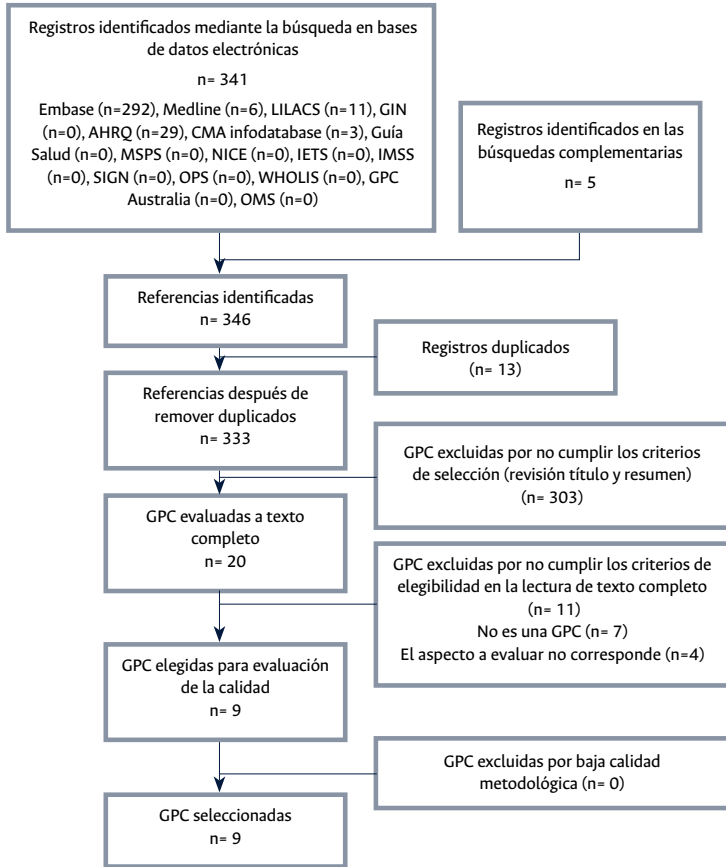 Registros identificados mediante la búsqueda en bases
de datos electrónicas
n= 341
Embase (n=292), Medline (n=6), LILACS (n=11), GIN
(n=0), AHRQ (n=29), CMA infodatabase (n=3), Guía
Salud (n=0), MSPS (n=0), NICE (n=0), IETS (n=0), IMSS
(n=0), SIGN (n=0), OPS (n=0), WHOLIS (n=0), GPC
Australia (n=0), OMS (n=0)
Registros identificados en las
búsquedas complementarias
n= 5
Referencias identificadas
n= 346
Registros duplicados
(n= 13)
Referencias después de
remover duplicados
n= 333
GPC excluidas por no cumplir los criterios
de selección (revisión título y resumen)
(n= 303)
GPC evaluadas a texto
completo
n= 20
GPC excluidas por no cumplir los criterios de
elegibilidad en la lectura de texto completo
(n= 11)
No es una GPC (n= 7)
El aspecto a evaluar no corresponde (n=4)
GPC elegidas para evaluación
de la calidad
n= 9
GPC excluidas por baja calidad
metodológica (n= 0)
GPC seleccionadas
n= 9